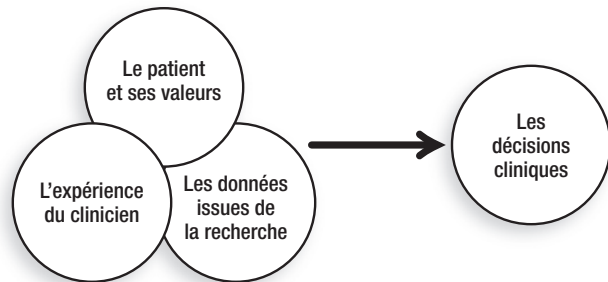 Le patient
et ses valeurs
L'expérience
du clinicien
Les données
issues de
la recherche
Les
décisions
cliniques